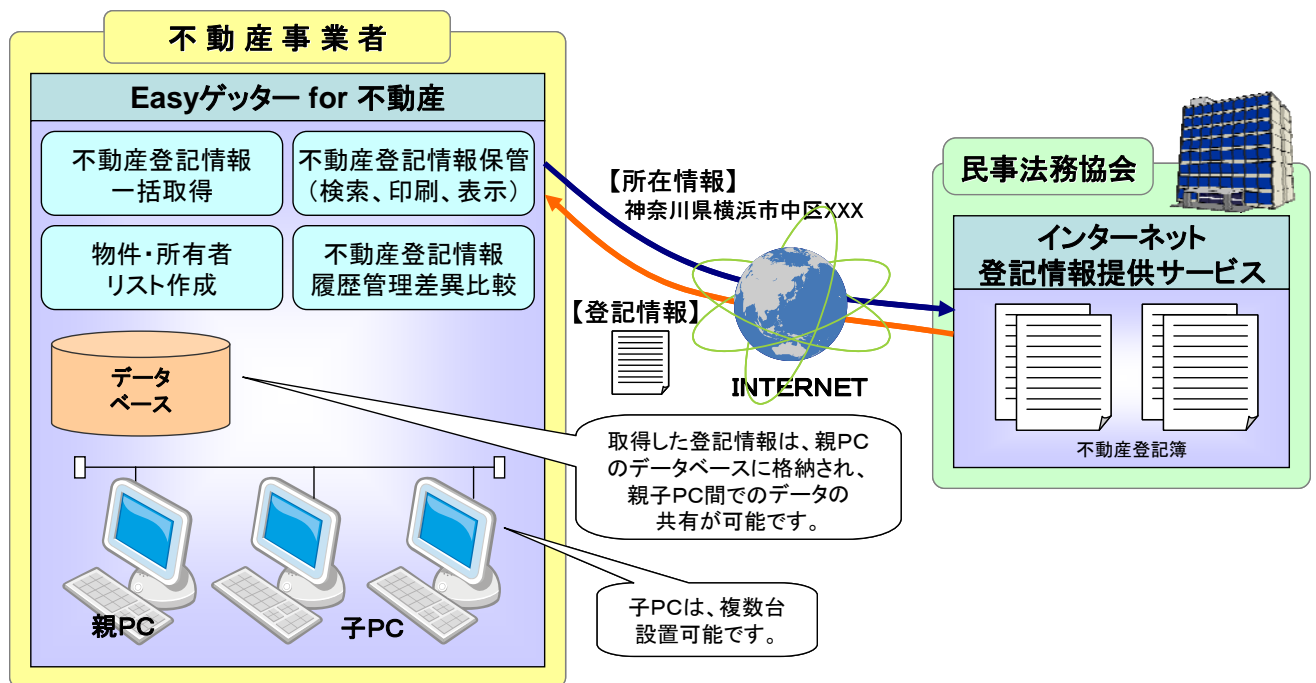 不動産事業者
Easyゲッター for 不動産
不動産登記情報
一括取得
不動産登記情報保管
（検索、印刷、表示）
物件・所有者
リスト作成
不動産登記情報
履歴管理差異比較
データ
ベース
親PC
子PC
【所在情報】
神奈川県横浜市中区XXX
【登記情報】
INTERNET
取得した登記情報は、親PC
のデータベースに格納され、
親子PC間でのデータの
共有が可能です。
子PCは、複数台
設置可能です。
民事法務協会
インターネット
登記情報提供サービス
不動産登記簿